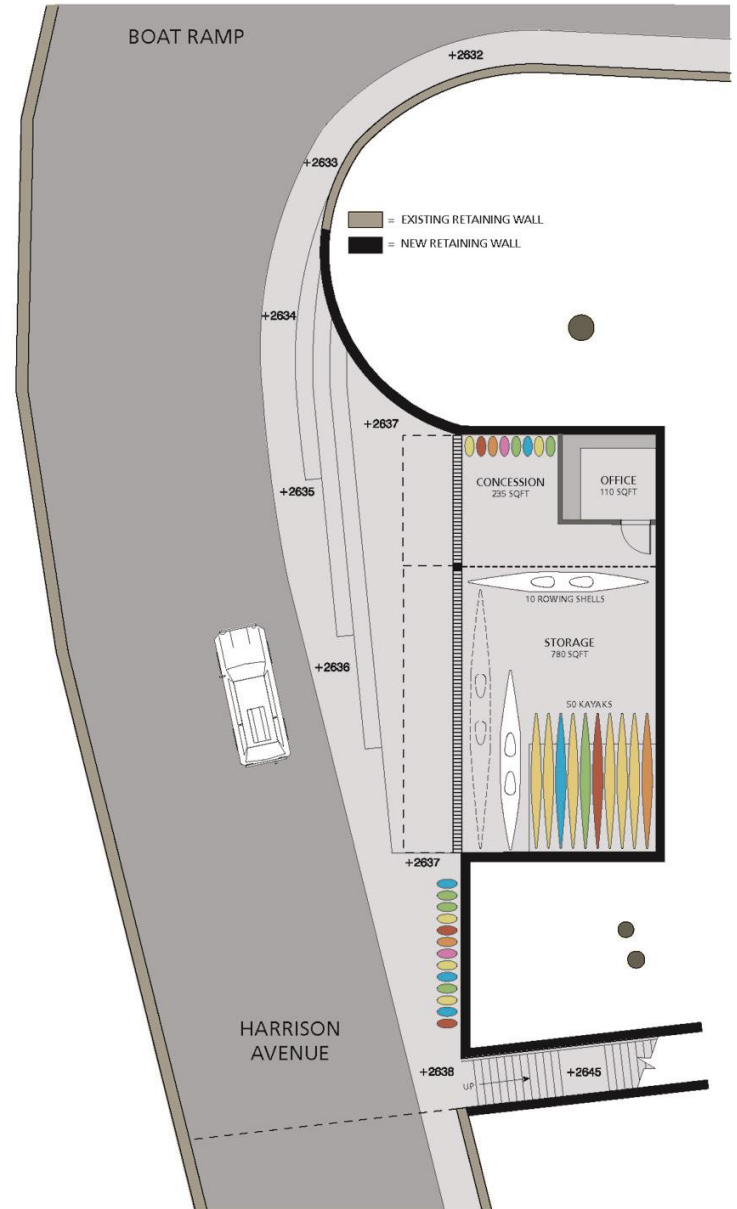 BOAT RAMP
+2632
+2633
= EXISTING RETAINING WALL
= NEW RETAINING WALL
+2634
+2637
CONCESSION
235 SQFT
OFFICE
110 SQFT
+2635
10 ROWING SHELLS
STORAGE
780 SQFT
+2636
50 KAYAKS
+2637
HARRISON
AVENUE
+2638
UP
+2645